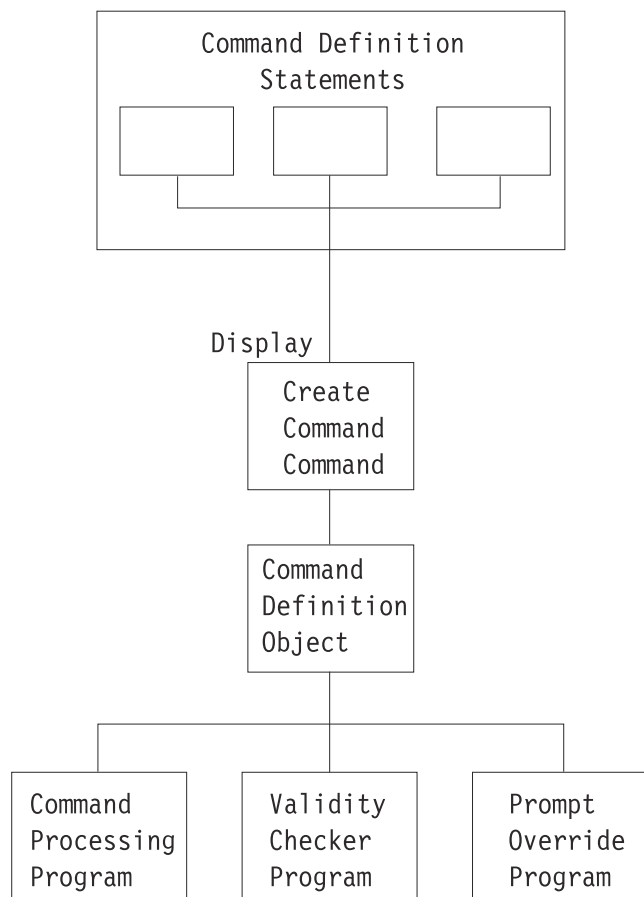 Command Definition
Statements
Display
Create
Command
Command
Command
Definition
Object
Command
Processing
Program
Validity
Checker
Program
Prompt
Override
Program